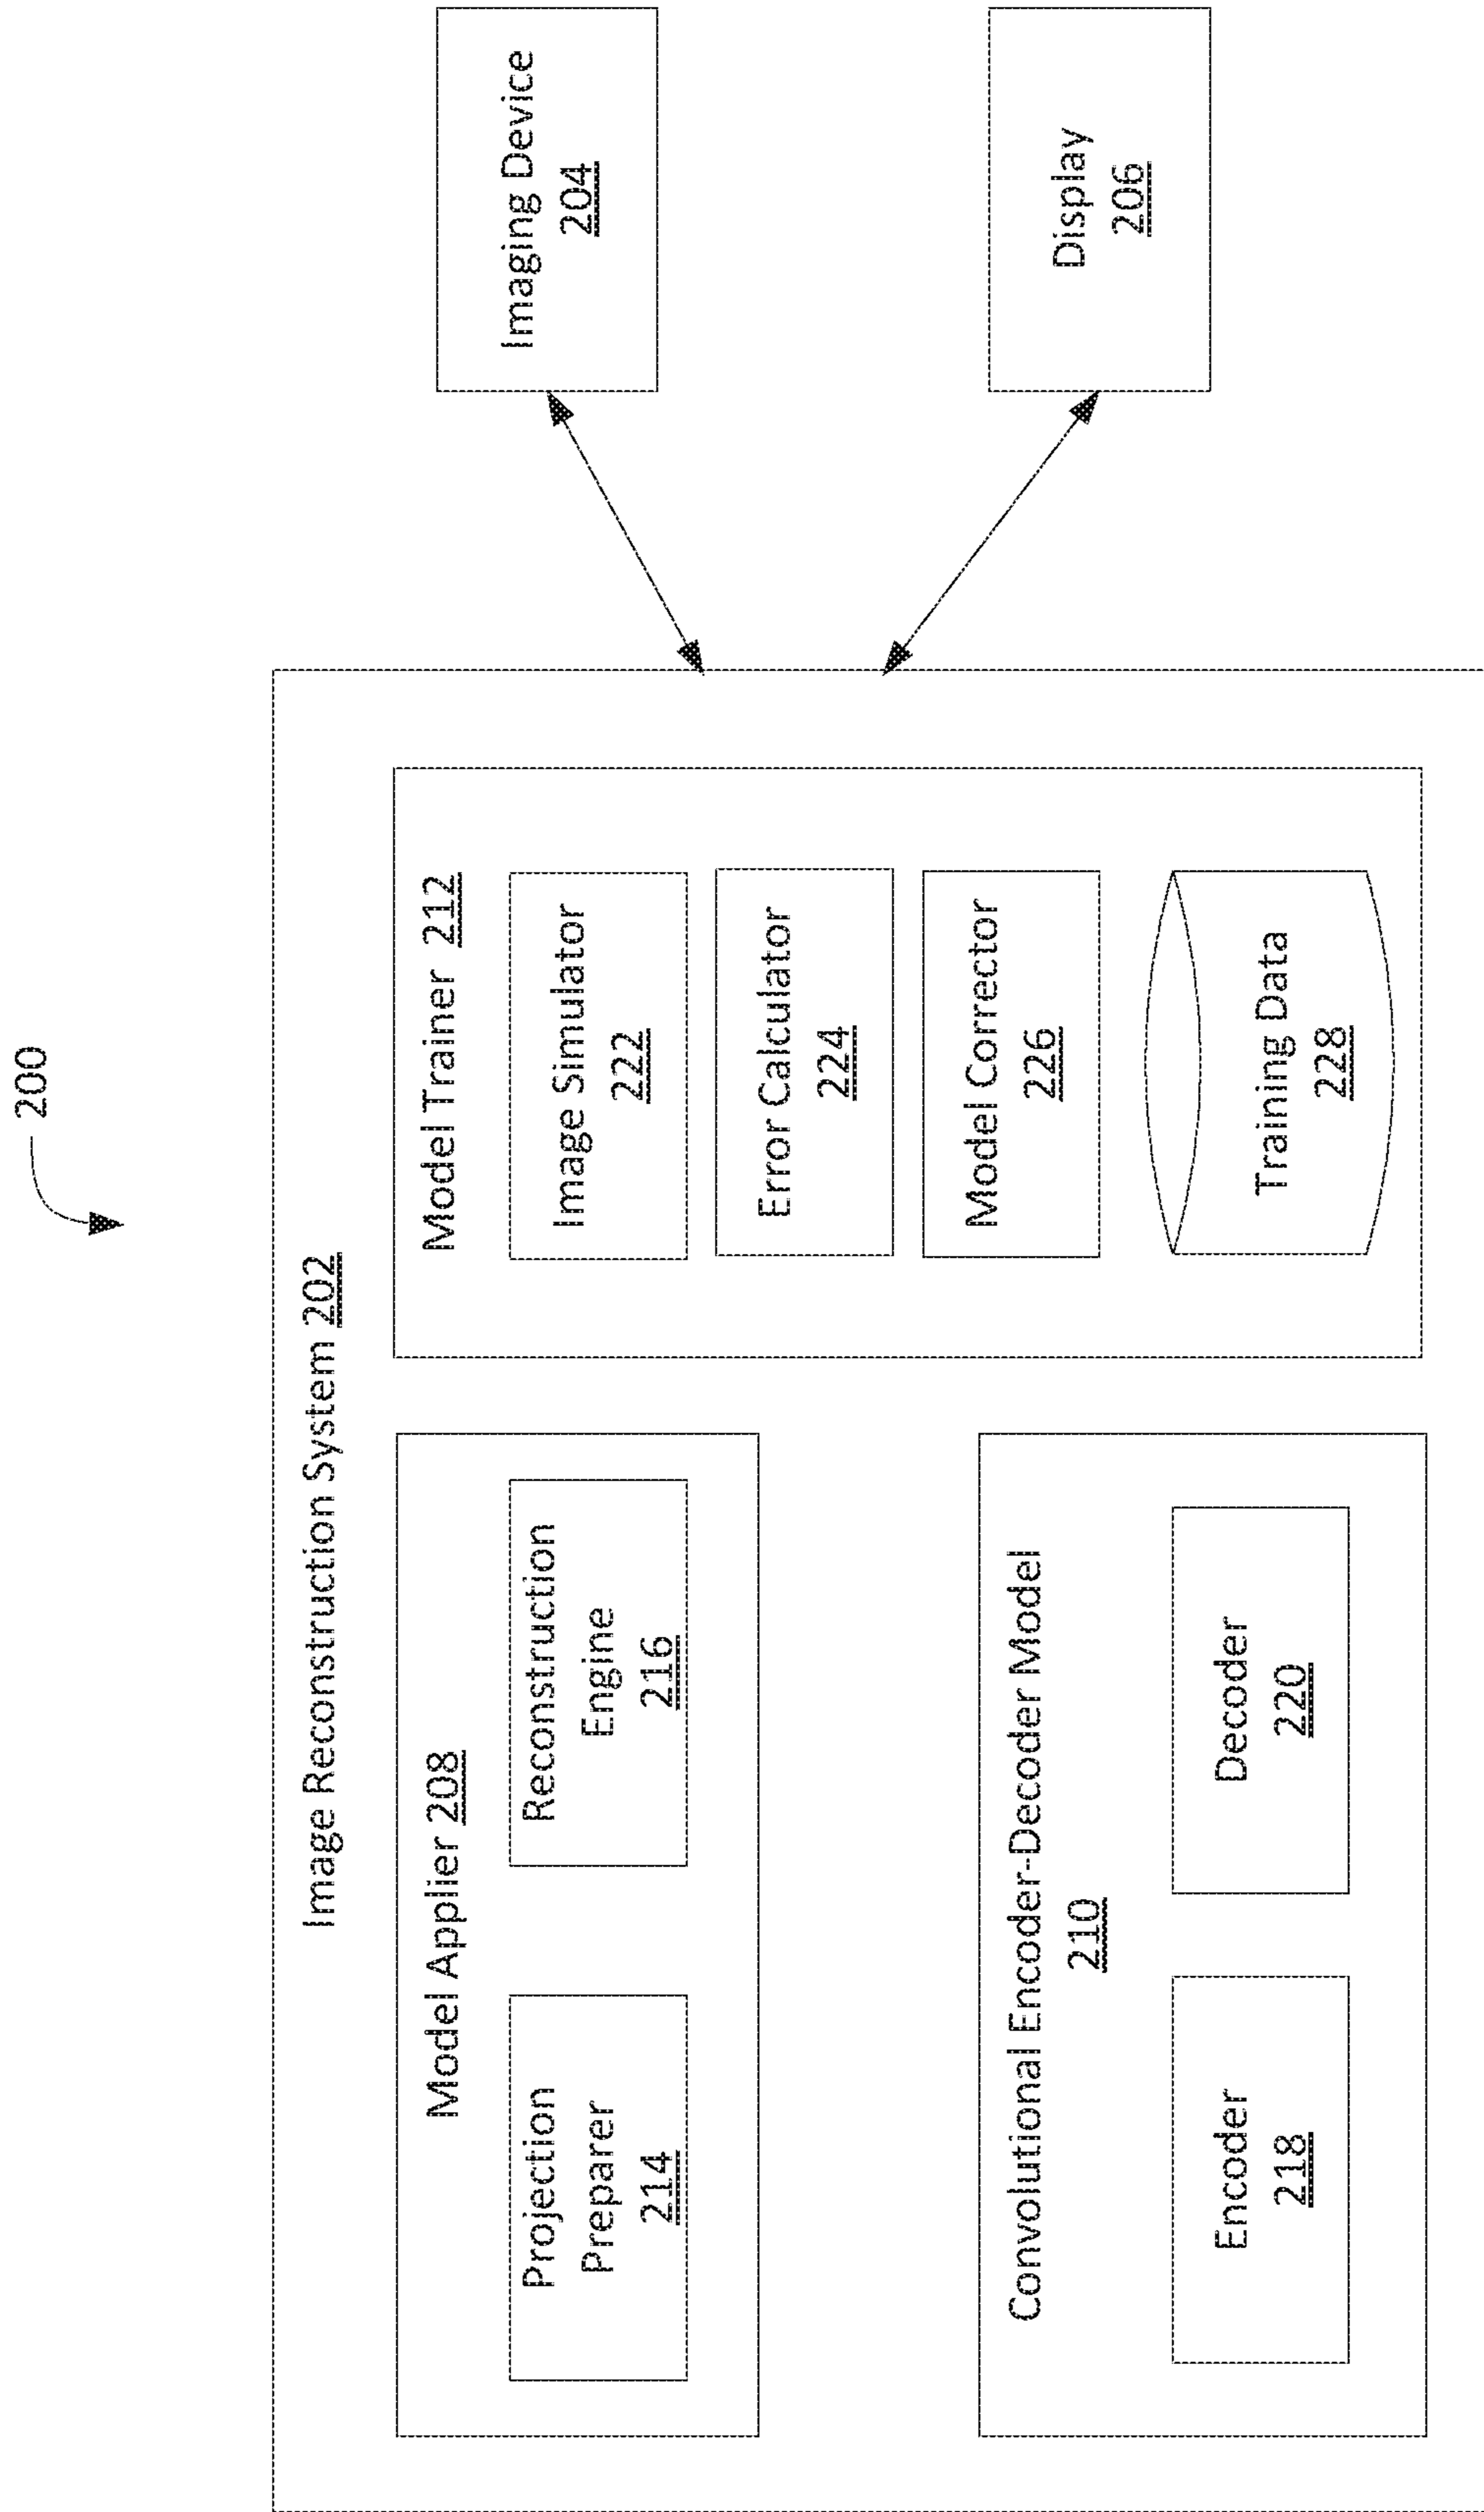 200
Image Reconstruction System 202
Model Applier 208
Projection
Preparer
214
Reconstruction
Engine
216
Convolutional Encoder-Decoder Model
210
Encoder
218
Decoder
220
Model Trainer 212
Image Simulator
222
Error Calculator
224
Model Corrector
226
Training Data
228
Imaging Device
204
Display
206